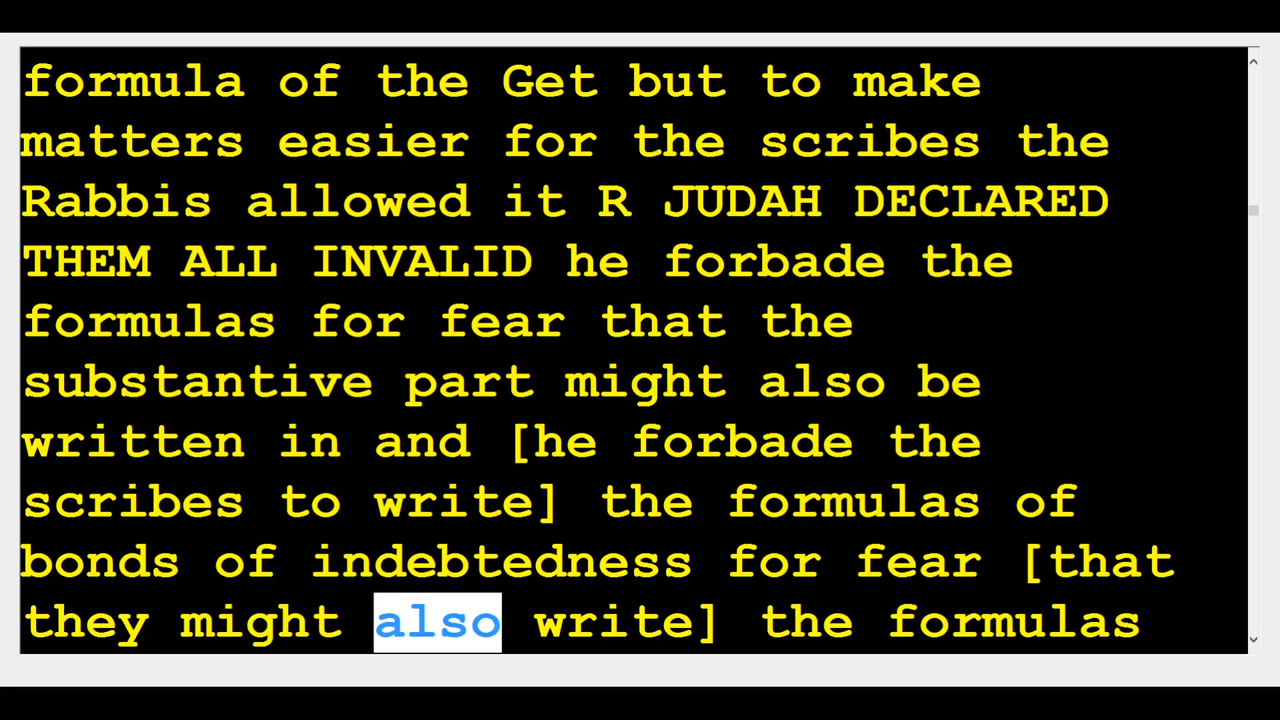 formula of the Get but to make
matters easier for the scribes the
Rabbis allowed it R JUDAH DECLARED
THEM ALL INVALID he forbade the
formulas for fear that the
substantive part might also be
written in and [he forbade the
scribes to write] the formulas of
bonds of indebtedness for fear [that
they might also write] the formulas